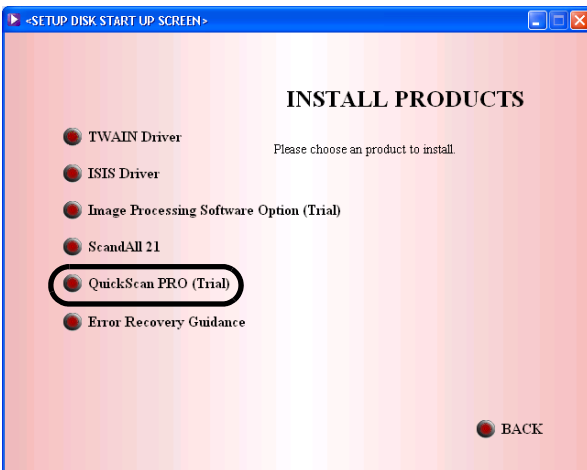 <SETUP DISK START UP SCREEN>
INSTALL PRODUCTS
Please choose an product to install.
TWAIN Driver
ISIS Driver
Image Processing Software Option (Trial)
ScandAll 21
QuickScan PRO (Trial)
Error Recovery Guidance
BACK